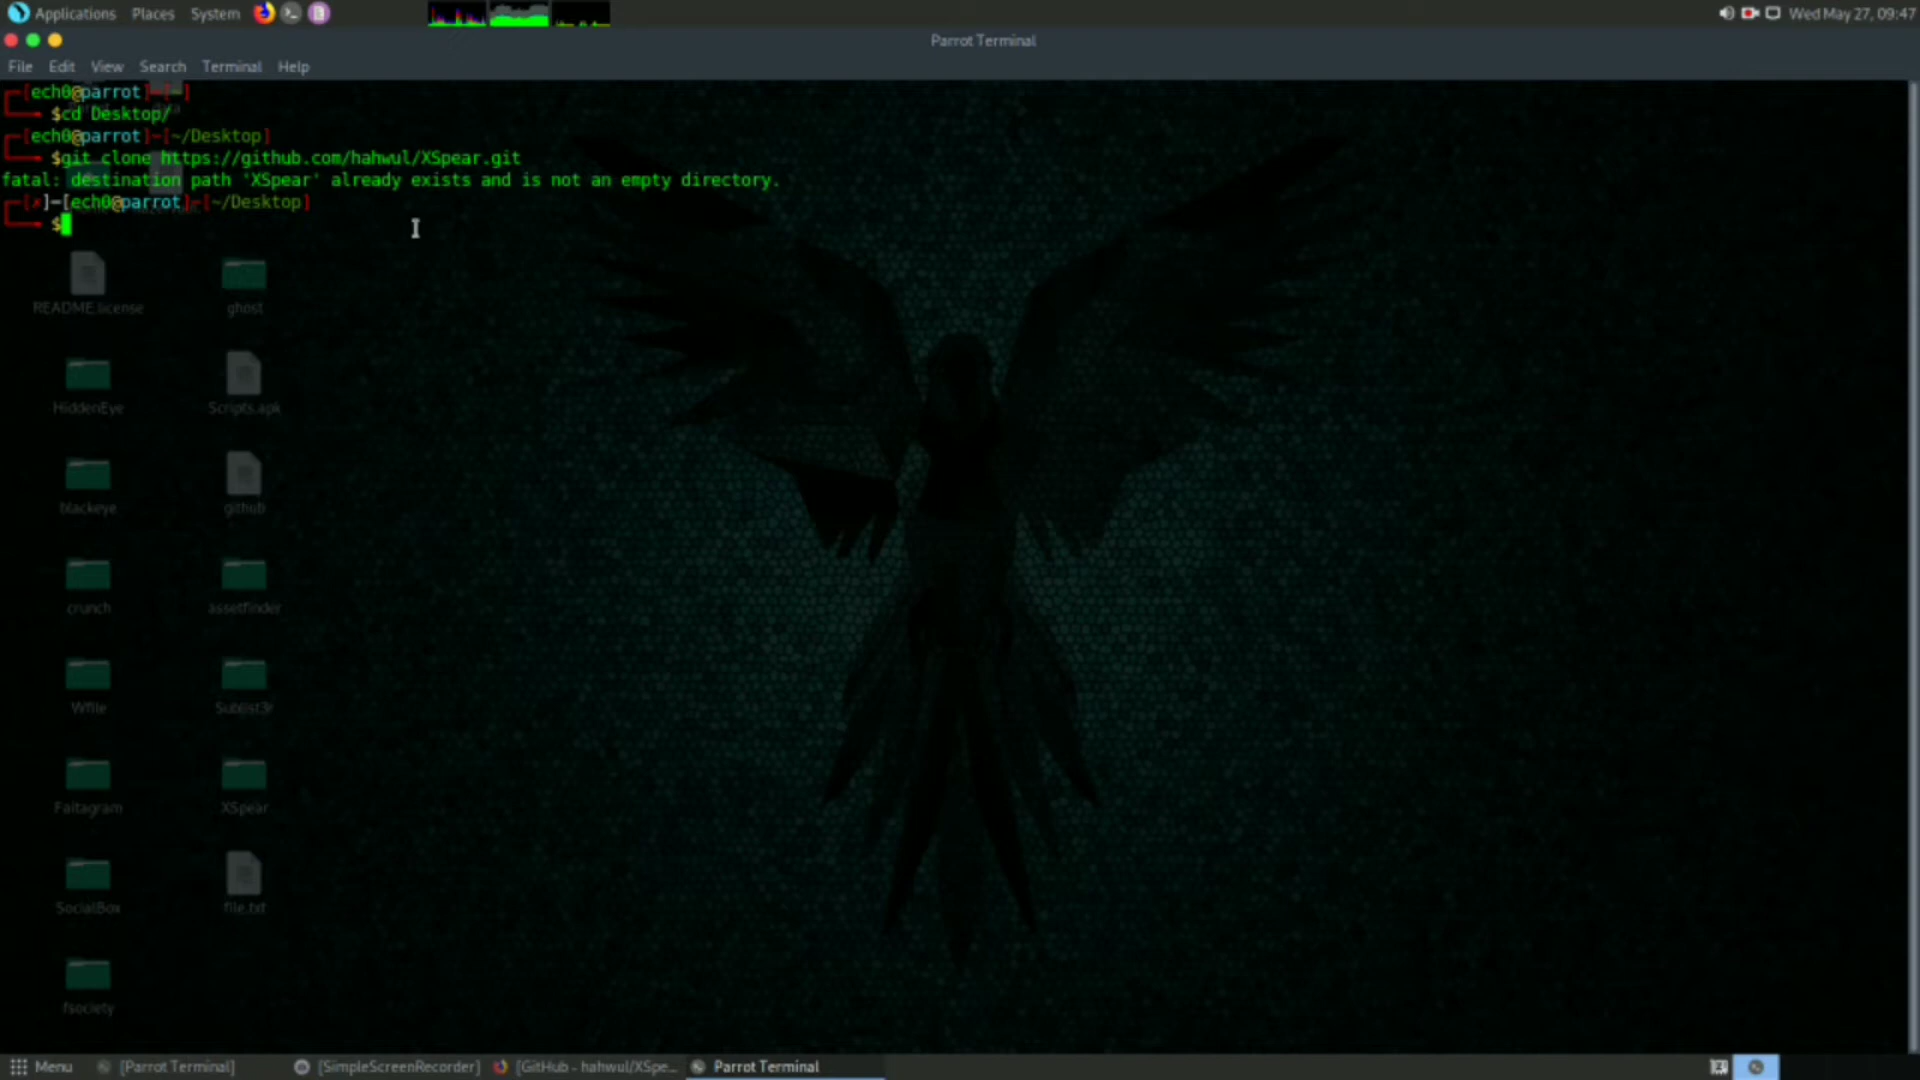 Applications Places System Wed May 27, 09:47
Parrot Terminal
File Edit View Search Terminal Help
[ech0@parrot]─[~]
$cd Desktop/
[ech0@parrot]─[~/Desktop]
$git clone https://github.com/hahwul/XSpear.git
fatal: destination path 'XSpear' already exists and is not an empty directory.
[x]─[ech0@parrot]─[~/Desktop]
$
README.license ghost
HiddenEye Scripts.apk
blackeye github
crunch assetfinder
Wfile Sublist3r
Faitagram XSpear
SocialBox file.txt
fsociety
Menu [Parrot Terminal] [SimpleScreenRecorder] [GitHub - hahwul/XSpe... Parrot Terminal